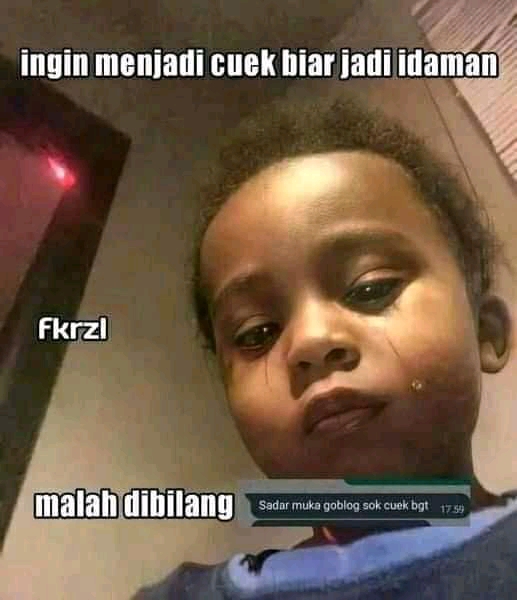 ingin menjadi cuek biar jadi idaman
Fkrzl
malah dibilang
Sadar muka goblog sok cuek bgt 17.59